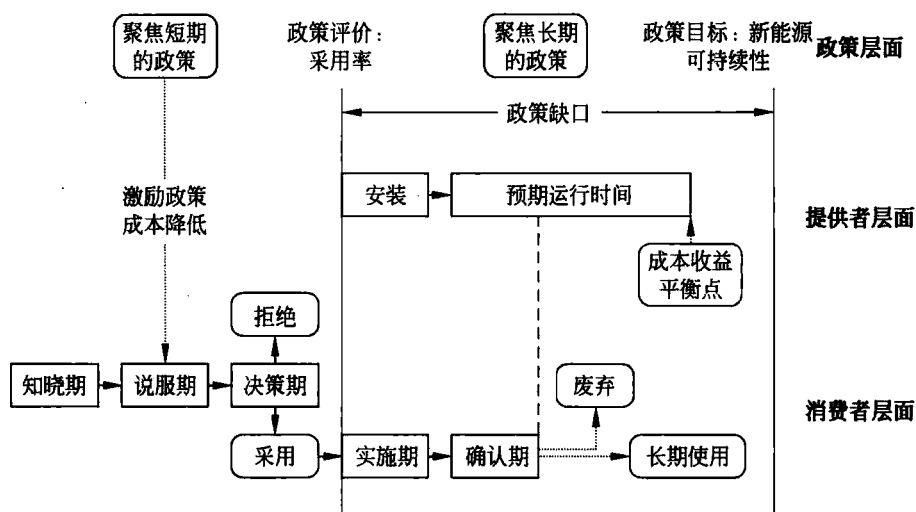 聚焦短期
的政策
政策评价：
采用率
聚焦长期
的政策
政策目标：新能源
可持续性
政策层面
政策缺口
激励政策
成本降低
安装
预期运行时间
提供者层面
成本收益
平衡点
拒绝
知晓期
说服期
决策期
废弃
消费者层面
采用
实施期
确认期
长期使用